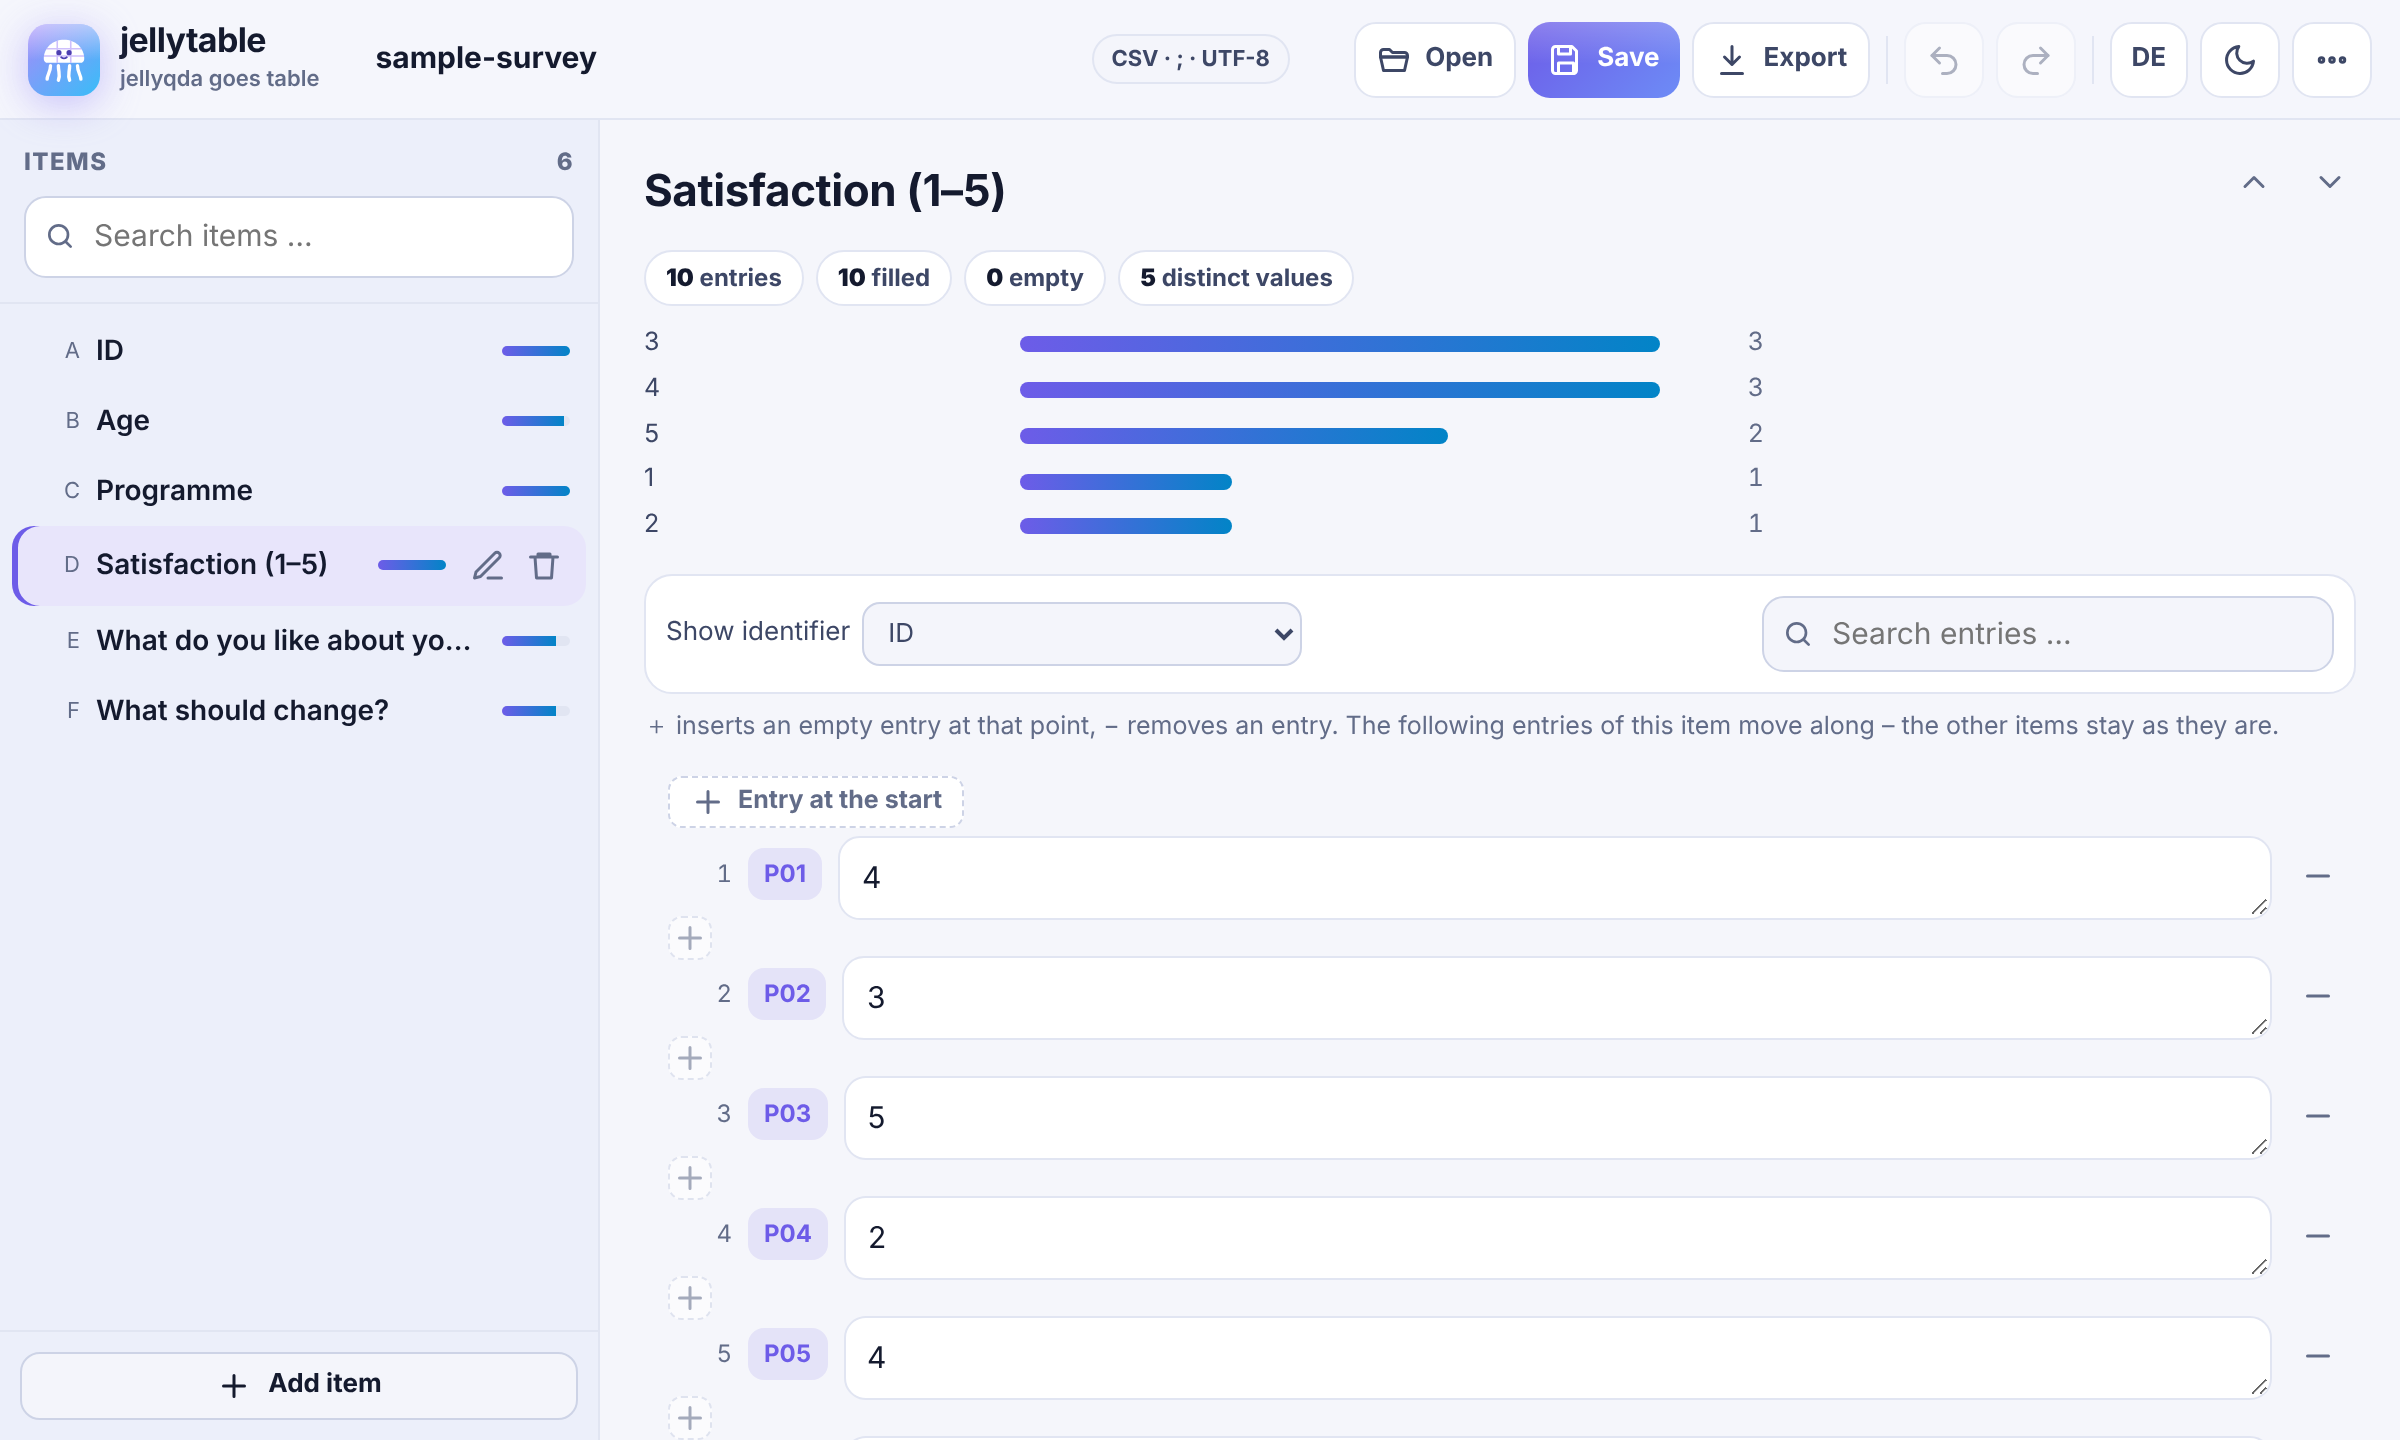 jellytable
jellyqda goes table
sample-survey
CSV · ; · UTF-8
Open
Save
Export
DE
ITEMS 6
Search items ...
A ID
B Age
C Programme
D Satisfaction (1–5)
E What do you like about yo...
F What should change?
Add item
Satisfaction (1–5)
10 entries
10 filled
0 empty
5 distinct values
3 3
4 3
5 2
1 1
2 1
Show identifier ID
Search entries ...
+ inserts an empty entry at that point, – removes an entry. The following entries of this item move along – the other items stay as they are.
+ Entry at the start
1 P01 4
2 P02 3
3 P03 5
4 P04 2
5 P05 4